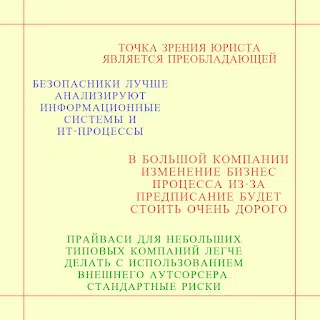 ТОЧКА ЗРЕНИЯ ЮРИСТА
ЯВЛЯЕТСЯ ПРЕОБЛАДАЮЩЕЙ
БЕЗОПАСНИКИ ЛУЧШЕ
АНАЛИЗИРУЮТ
ИНФОРМАЦИОННЫЕ
СИСТЕМЫ И
ИТ-ПРОЦЕССЫ
В БОЛЬШОЙ КОМПАНИИ
ИЗМЕНЕНИЕ БИЗНЕС
ПРОЦЕССА ИЗ-ЗА
ПРЕДПИСАНИЕ БУДЕТ
СТОИТЬ ОЧЕНЬ ДОРОГО
ПРАЙВАСИ ДЛЯ НЕБОЛЬШИХ
ТИПОВЫХ КОМПАНИЙ ЛЕГЧЕ
ДЕЛАТЬ С ИСПОЛЬЗОВАНИЕМ
ВНЕШНЕГО АУТСОРСЕРА
СТАНДАРТНЫЕ РИСКИ